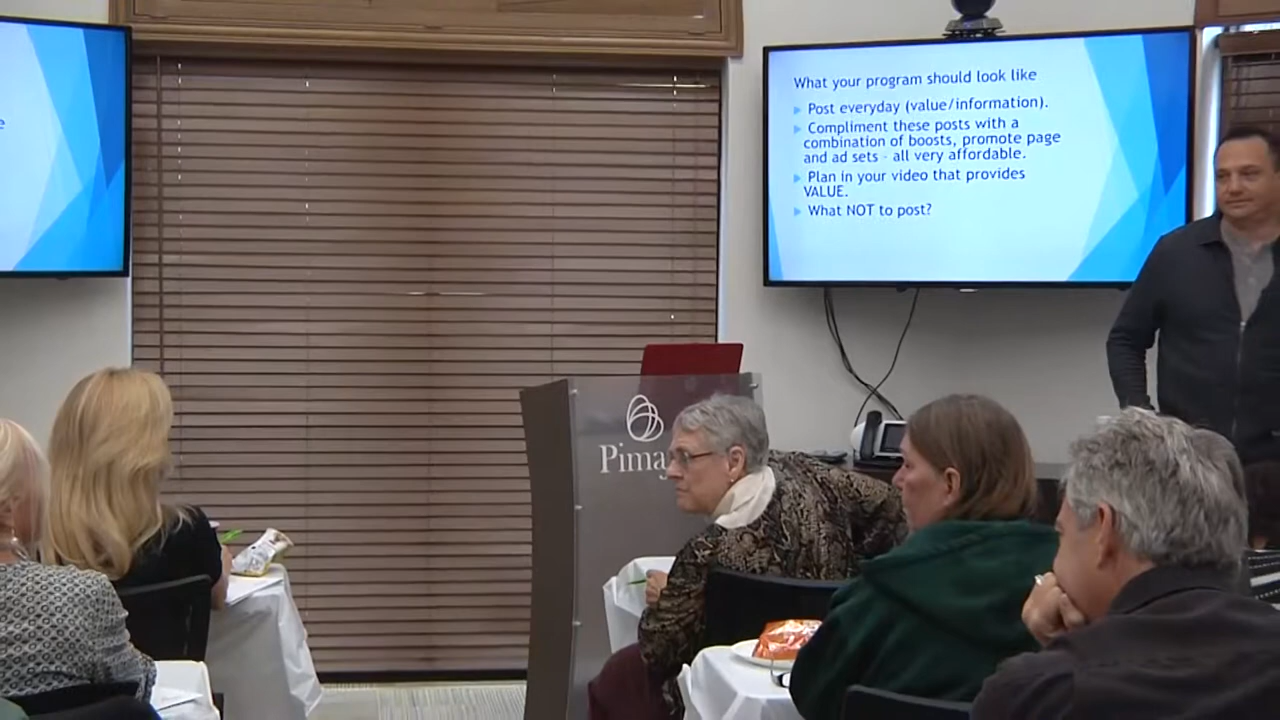 What your program should look like
Post everyday (value/information).
Compliment these posts with a
combination of boosts, promote page
and ad sets - all very affordable.
Plan in your video that provides
VALUE.
What NOT to post?